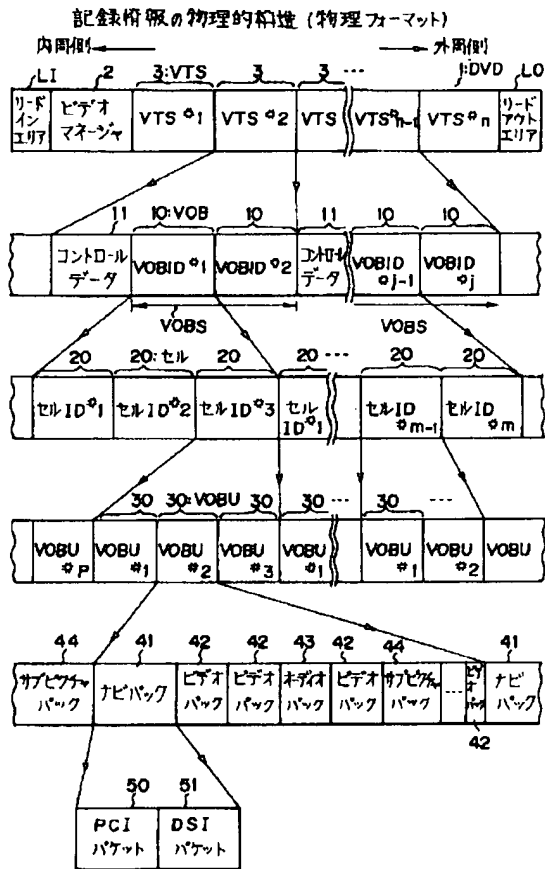 記録情報の物理的構造(物理フォーマット)
内周側 外周側
LI 2 3:VTS 3 3 … 1:DVD LO
リードインエリア ビデオマネージャ VTS#1 VTS#2 VTS VTS#n-1 VTS#n リードアウトエリア
11 10:VOB 10 11 … 10 10
コントロールデータ VOBID#1 VOBID#2 コントロールデータ VOBID#j-1 VOBID#j
VOBS VOBS
20 20:セル 20 20 … 20 20
セルID#1 セルID#2 セルID#3 セルID#1 セルID#m-1 セルID#m
30 30:VOBU 30 30 … 30 …
VOBU#P VOBU#1 VOBU#2 VOBU#3 VOBU#1 VOBU#1 VOBU#2 VOBU
44 41 42 42 43 42 44 41
サブピクチャパック ナビパック ビデオパック ビデオパック オーディオパック ビデオパック サブピクチャパック … ビデオパック ナビパック
42
50 51
PCIパケット DSIパケット